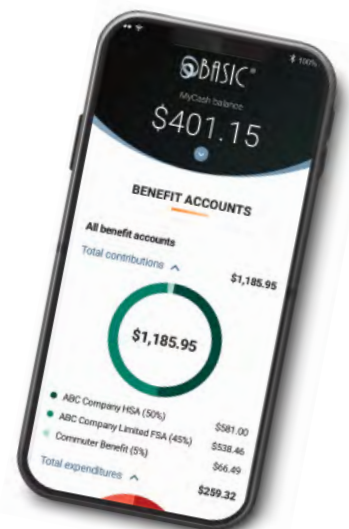 100%
BASIC®
MyCash balance
$401.15
BENEFIT ACCOUNTS
All benefit accounts
Total contributions $1,185.95
$1,185.95
ABC Company HSA (50%) $581.00
ABC Company Limited FSA (45%) $538.46
Commuter Benefit (5%) $66.49
Total expenditures $259.32